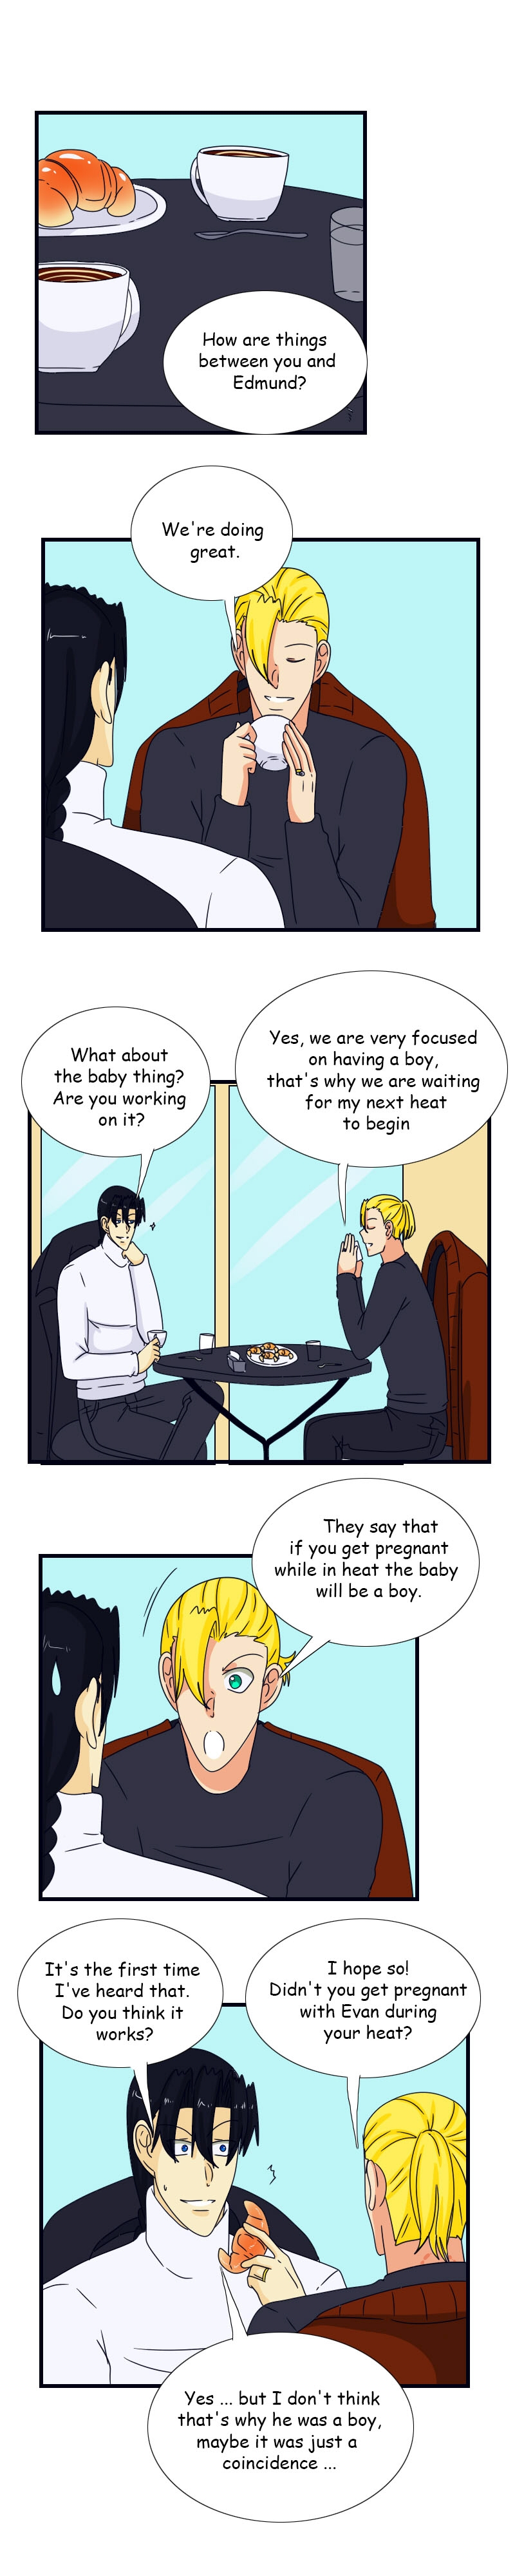 How are things
between you and
Edmund?
We're doing
great.
What about
the baby thing?
Are you working
on it?
Yes, we are very focused
on having a boy,
that's why we are waiting
for my next heat
to begin
They say that
if you get pregnant
while in heat the baby
will be a boy.
It's the first time
I've heard that.
Do you think it
works?
I hope so!
Didn't you get pregnant
with Evan during
your heat?
Yes ... but I don't think
that's why he was a boy,
maybe it was just a
coincidence ...